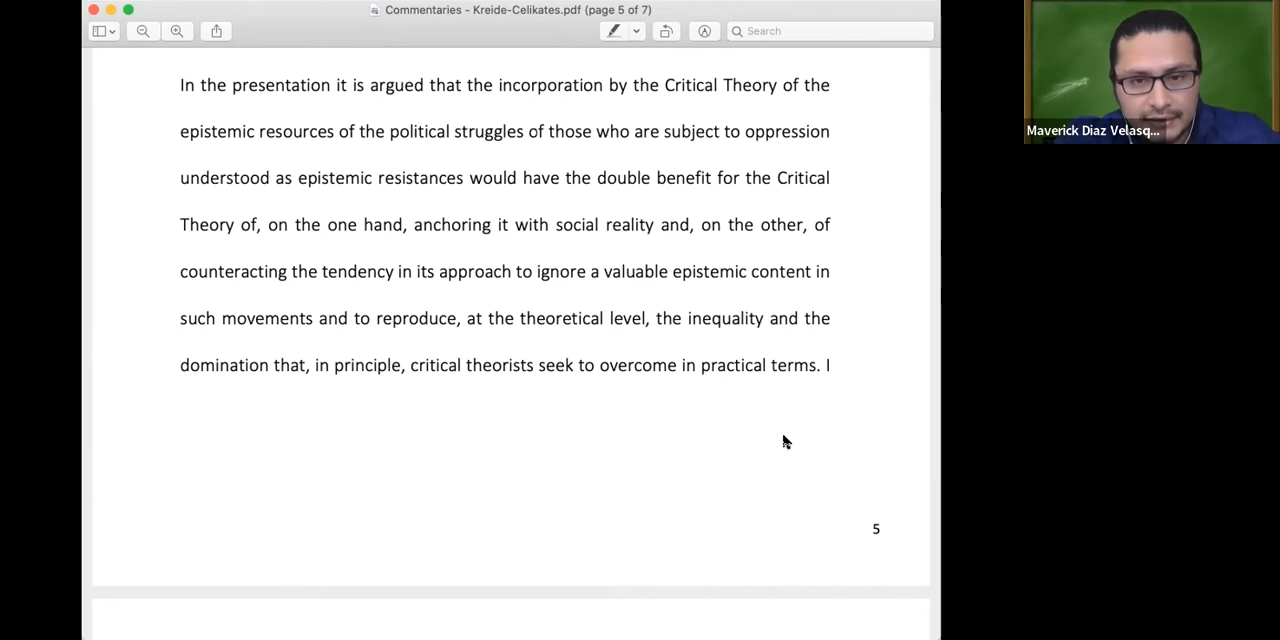 Commentaries - Kreide-Celikates.pdf (page 5 of 7)
Search
In the presentation it is argued that the incorporation by the Critical Theory of the
epistemic resources of the political struggles of those who are subject to oppression
understood as epistemic resistances would have the double benefit for the Critical
Theory of, on the one hand, anchoring it with social reality and, on the other, of
counteracting the tendency in its approach to ignore a valuable epistemic content in
such movements and to reproduce, at the theoretical level, the inequality and the
domination that, in principle, critical theorists seek to overcome in practical terms. I
5
Maverick Diaz Velasq...